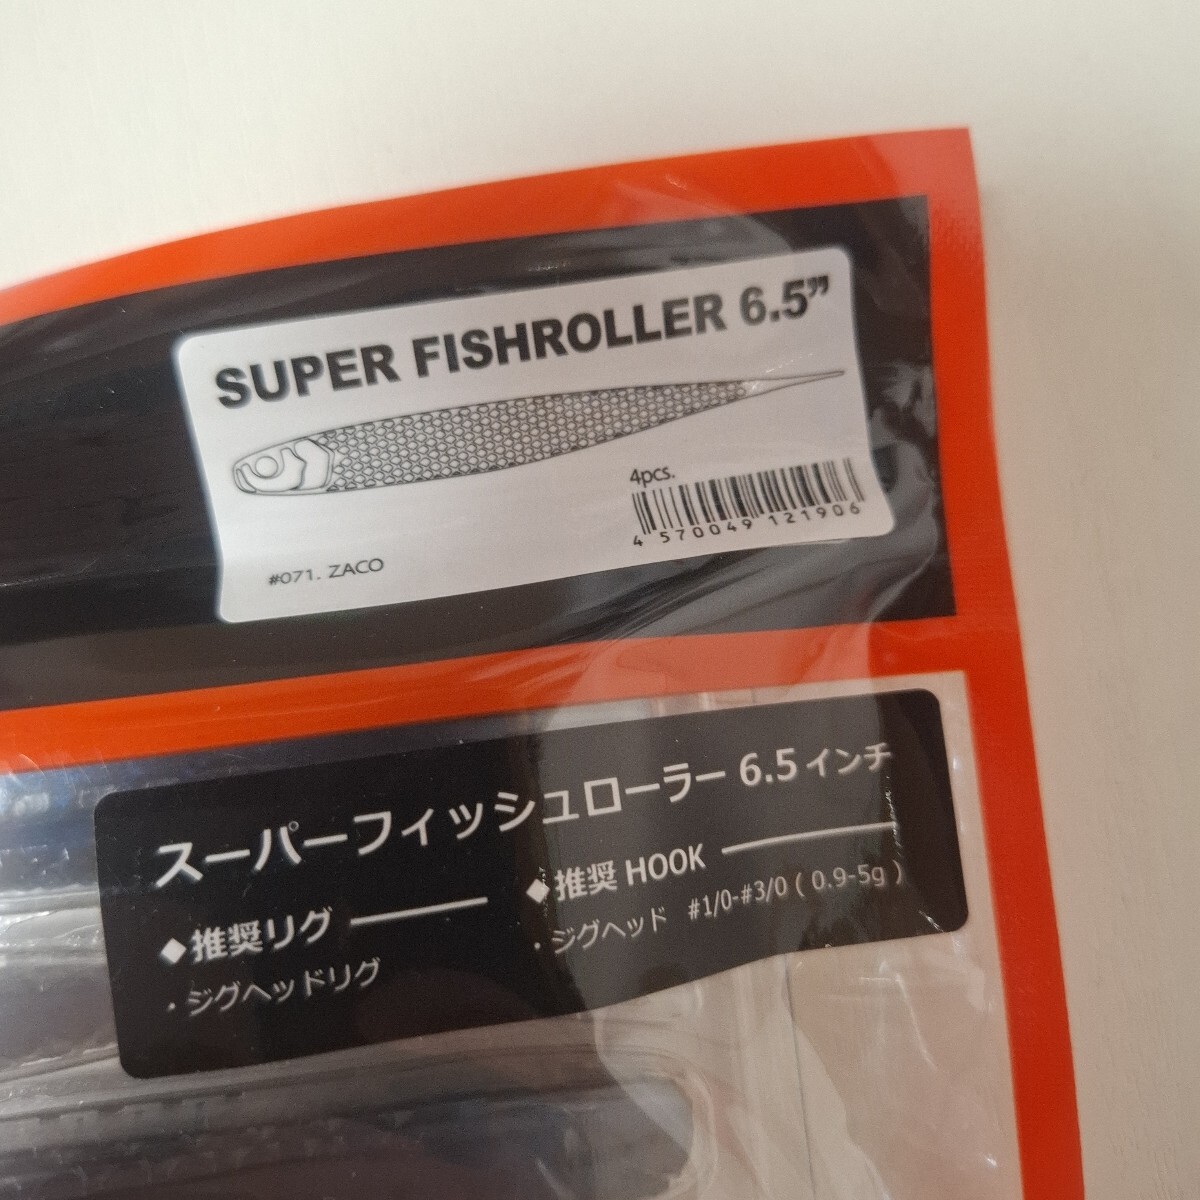 SUPER FISHROLLER 6.5”
4pcs.
4 570049 121906
#071. ZACO
スーパーフィッシュローラー 6.5インチ
◆推奨リグ
・ジグヘッドリグ
◆推奨 HOOK
・ジグヘッド #1/0-#3/0 ( 0.9-5g )